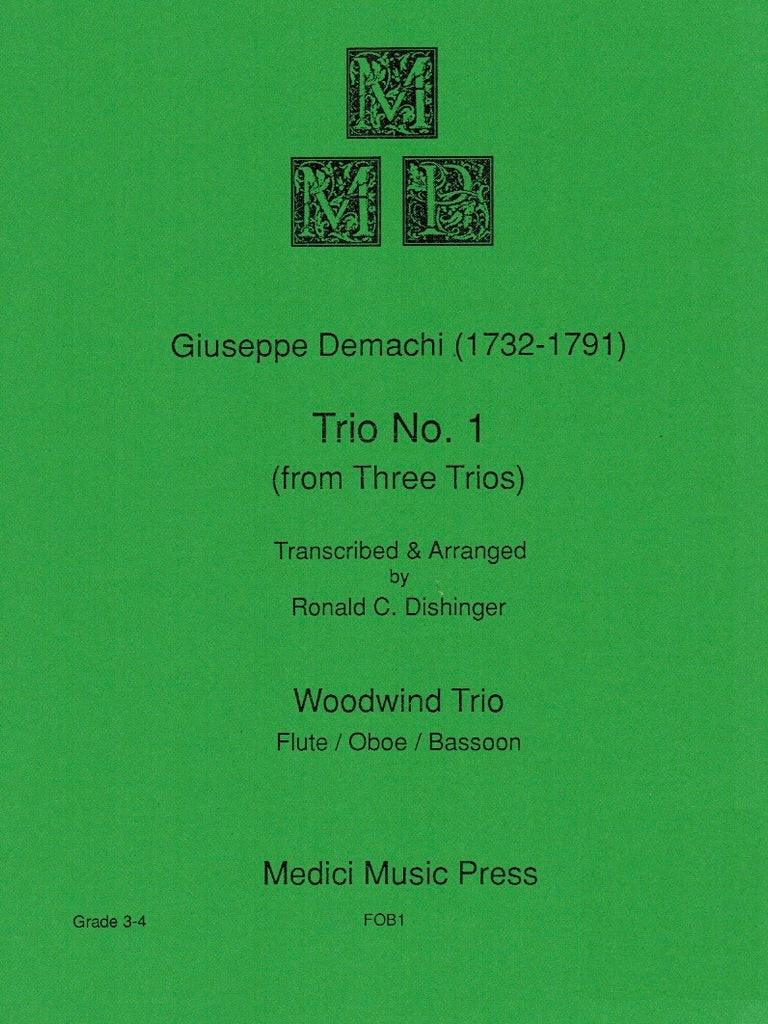 M
M P
Giuseppe Demachi (1732-1791)
Trio No. 1
(from Three Trios)
Transcribed & Arranged
by
Ronald C. Dishinger
Woodwind Trio
Flute / Oboe / Bassoon
Medici Music Press
Grade 3-4 FOB1